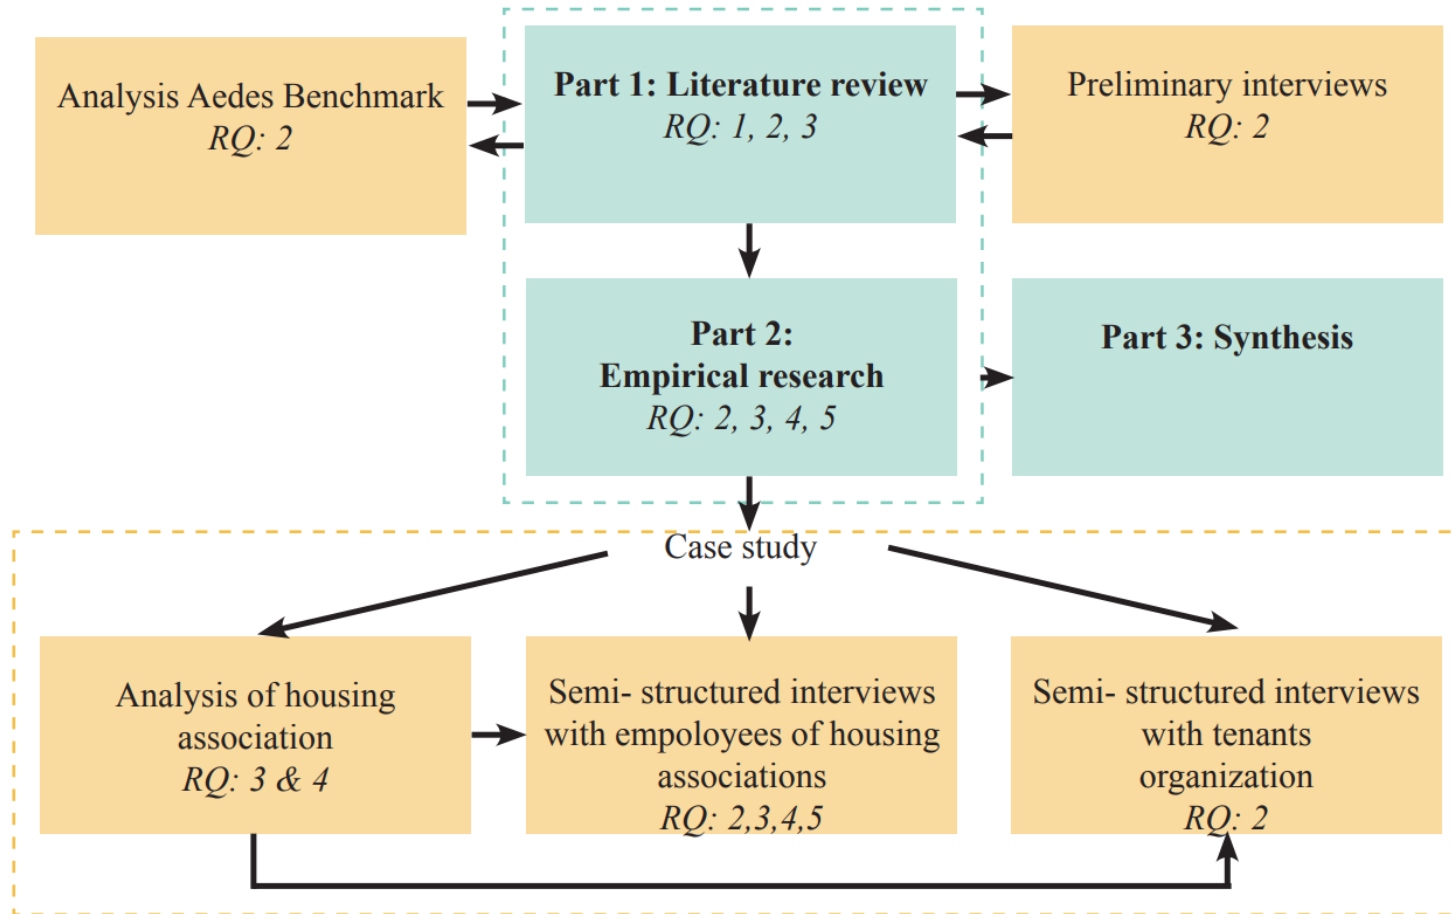 Analysis Aedes Benchmark
RQ: 2
Part 1: Literature review
RQ: 1, 2, 3
Preliminary interviews
RQ: 2
Part 2:
Empirical research
RQ: 2, 3, 4, 5
Part 3: Synthesis
Case study
Analysis of housing
association
RQ: 3 & 4
Semi- structured interviews
with empoloyees of housing
associations
RQ: 2,3,4,5
Semi- structured interviews
with tenants
organization
RQ: 2